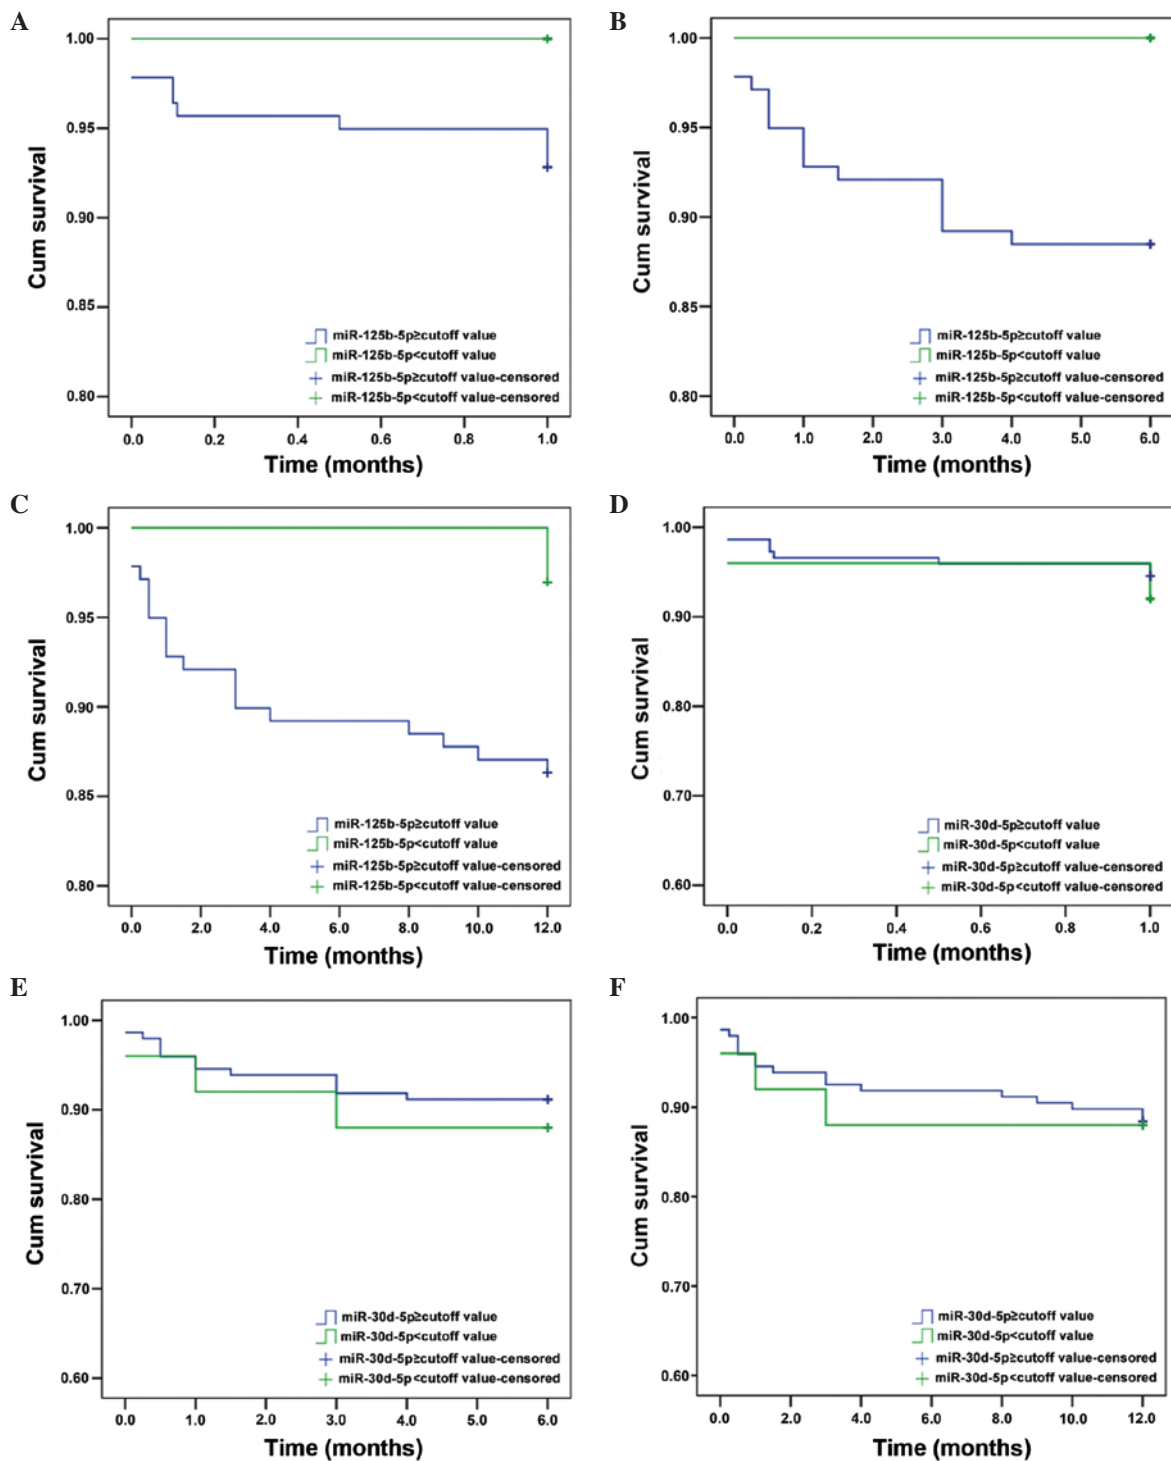 A
Cum survival
1.00
0.95
0.90
0.85
0.80
miR-125b-5p≥cutoff value
miR-125b-5p<cutoff value
miR-125b-5p≥cutoff value-censored
miR-125b-5p<cutoff value-censored
0.0 0.2 0.4 0.6 0.8 1.0
Time (months)
B
Cum survival
1.00
0.95
0.90
0.85
0.80
miR-125b-5p≥cutoff value
miR-125b-5p<cutoff value
miR-125b-5p≥cutoff value-censored
miR-125b-5p<cutoff value-censored
0.0 1.0 2.0 3.0 4.0 5.0 6.0
Time (months)
C
Cum survival
1.00
0.95
0.90
0.85
0.80
miR-125b-5p≥cutoff value
miR-125b-5p<cutoff value
miR-125b-5p≥cutoff value-censored
miR-125b-5p<cutoff value-censored
0.0 2.0 4.0 6.0 8.0 10.0 12.0
Time (months)
D
Cum survival
1.00
0.90
0.80
0.70
0.60
miR-30d-5p≥cutoff value
miR-30d-5p<cutoff value
miR-30d-5p≥cutoff value-censored
miR-30d-5p<cutoff value-censored
0.0 0.2 0.4 0.6 0.8 1.0
Time (months)
E
Cum survival
1.00
0.90
0.80
0.70
0.60
miR-30d-5p≥cutoff value
miR-30d-5p<cutoff value
miR-30d-5p≥cutoff value-censored
miR-30d-5p<cutoff value-censored
0.0 1.0 2.0 3.0 4.0 5.0 6.0
Time (months)
F
Cum survival
1.00
0.90
0.80
0.70
0.60
miR-30d-5p≥cutoff value
miR-30d-5p<cutoff value
miR-30d-5p≥cutoff value-censored
miR-30d-5p<cutoff value-censored
0.0 2.0 4.0 6.0 8.0 10.0 12.0
Time (months)